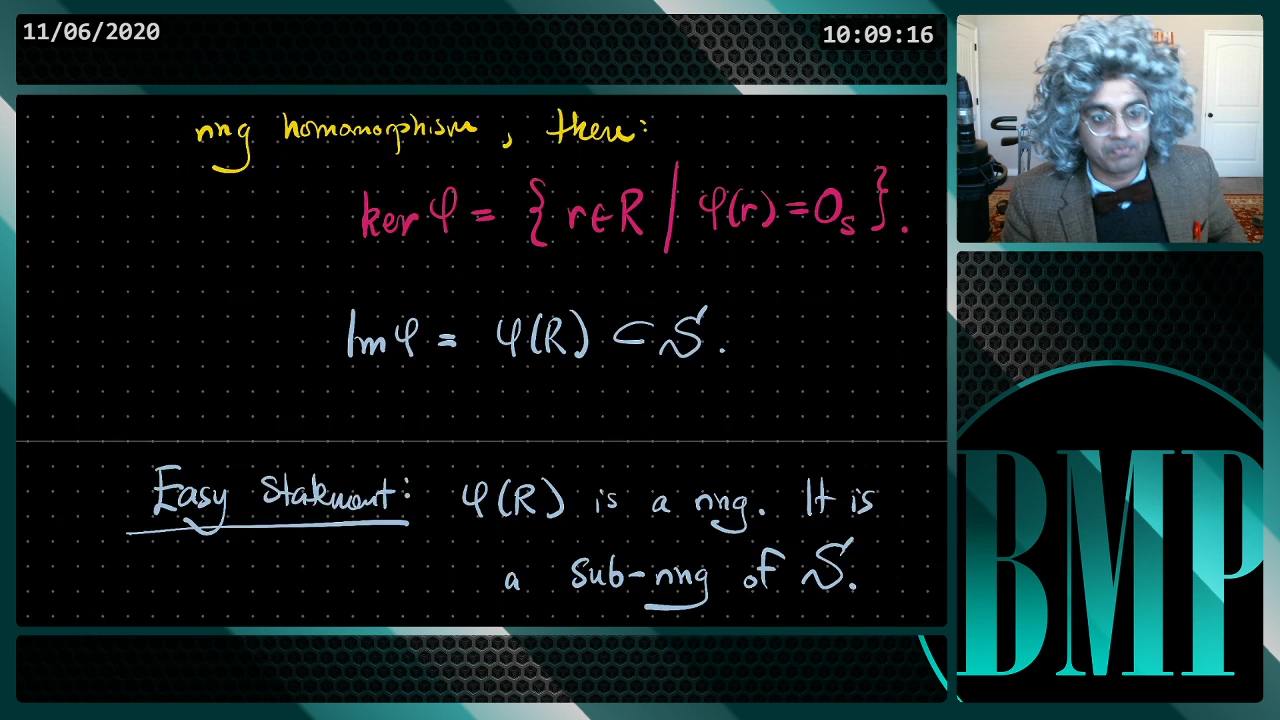 11/06/2020
10:09:16
ring homomorphism, then:
ker φ = { r∈R | φ(r) = 0ₛ }.
Im φ = φ(R) ⊂ S.
Easy Statement: φ(R) is a ring. It is
a sub-ring of S.
BMP